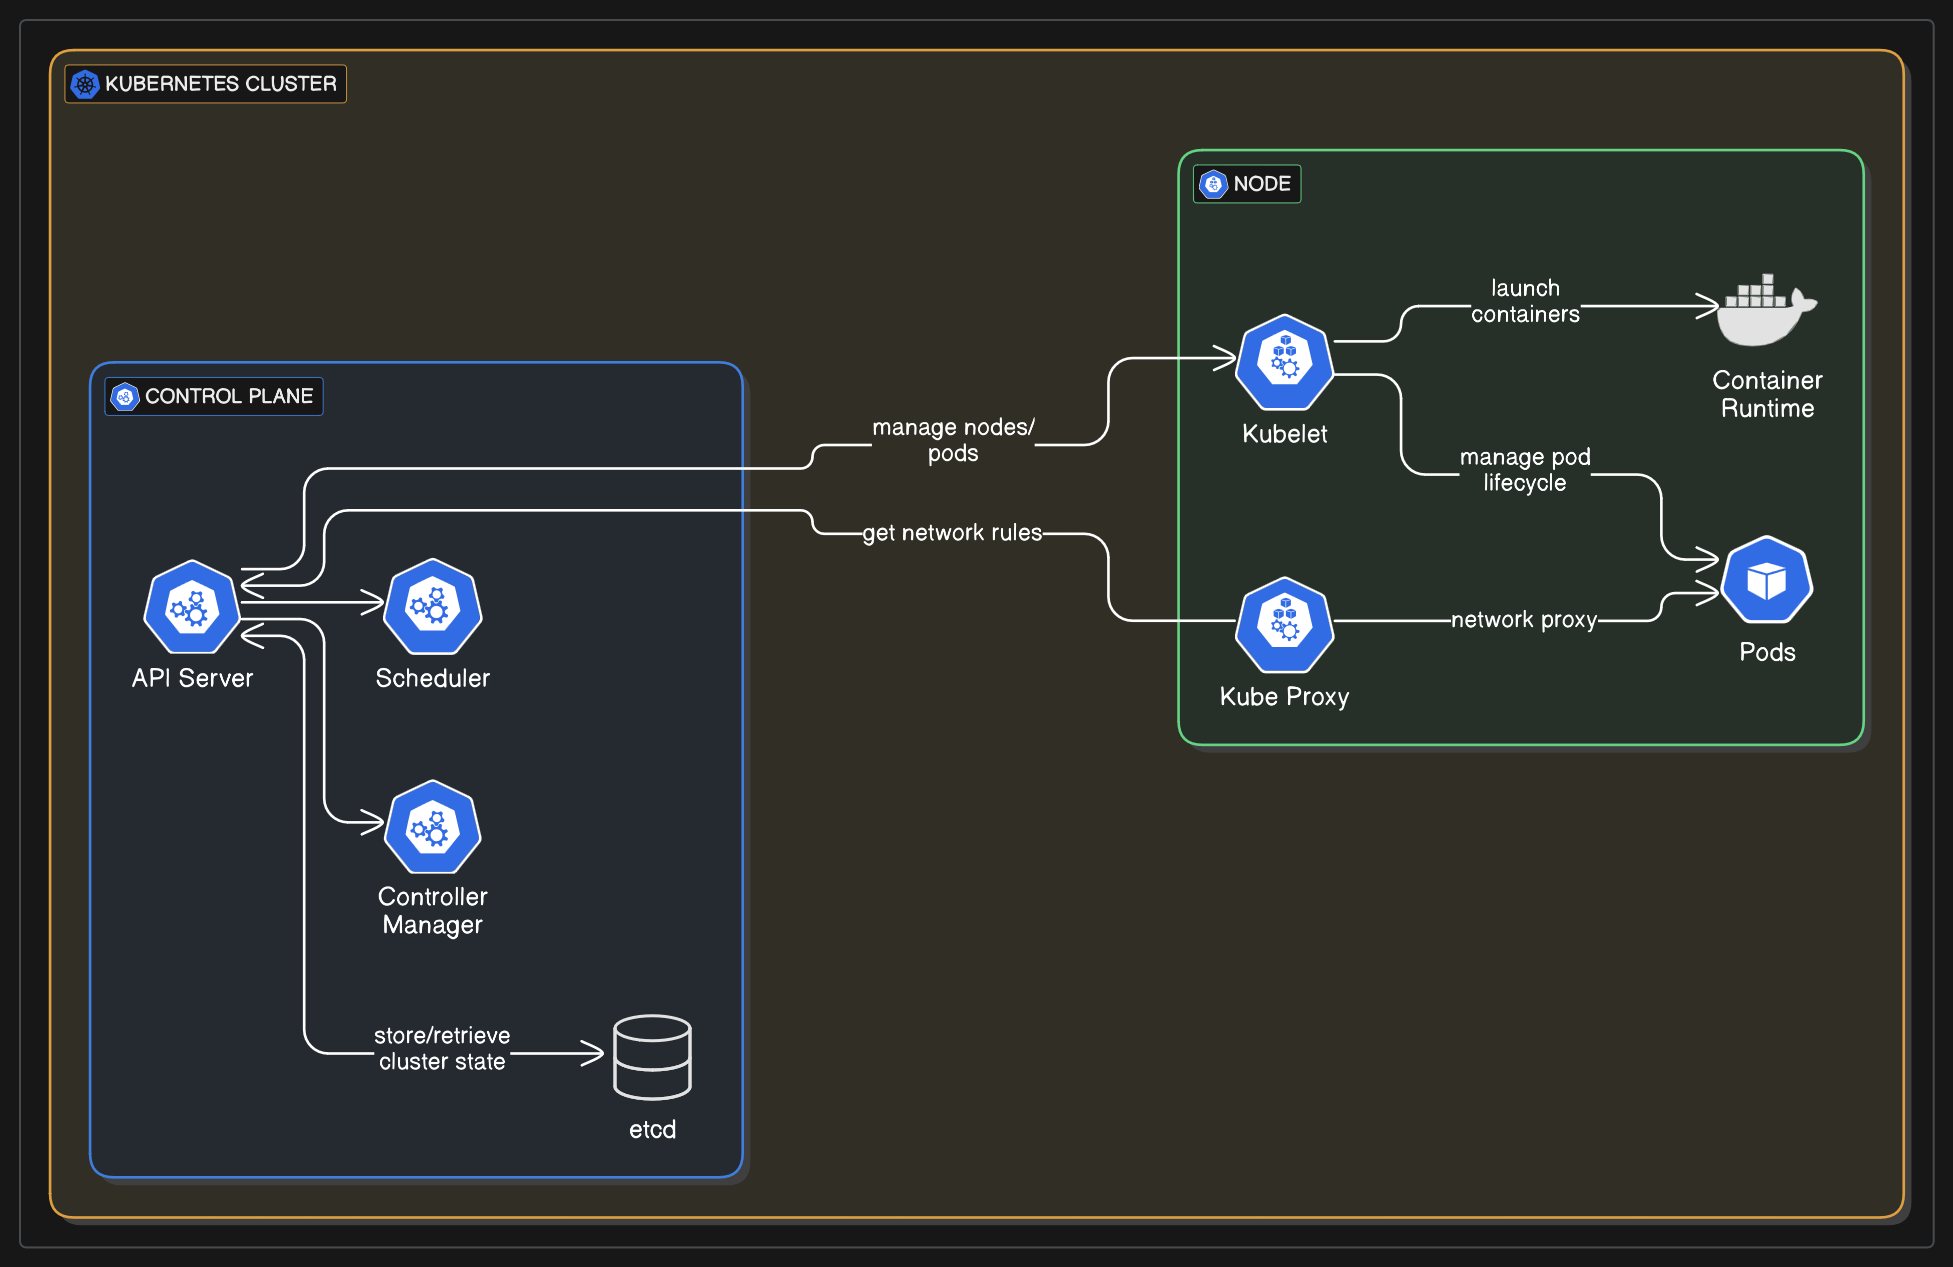 KUBERNETES CLUSTER
NODE
launch
containers
Container
Runtime
Kubelet
manage pod
lifecycle
CONTROL PLANE
manage nodes/
pods
get network rules
network proxy
Pods
Kube Proxy
API Server
Scheduler
Controller
Manager
store/retrieve
cluster state
etcd